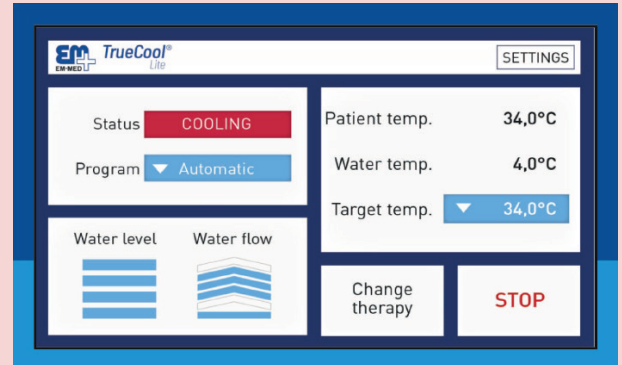 EM
EM-MED
TrueCool®
Lite
SETTINGS
Status COOLING
Program Automatic
Patient temp. 34,0°C
Water temp. 4,0°C
Target temp. 34,0°C
Water level Water flow
Change
therapy
STOP